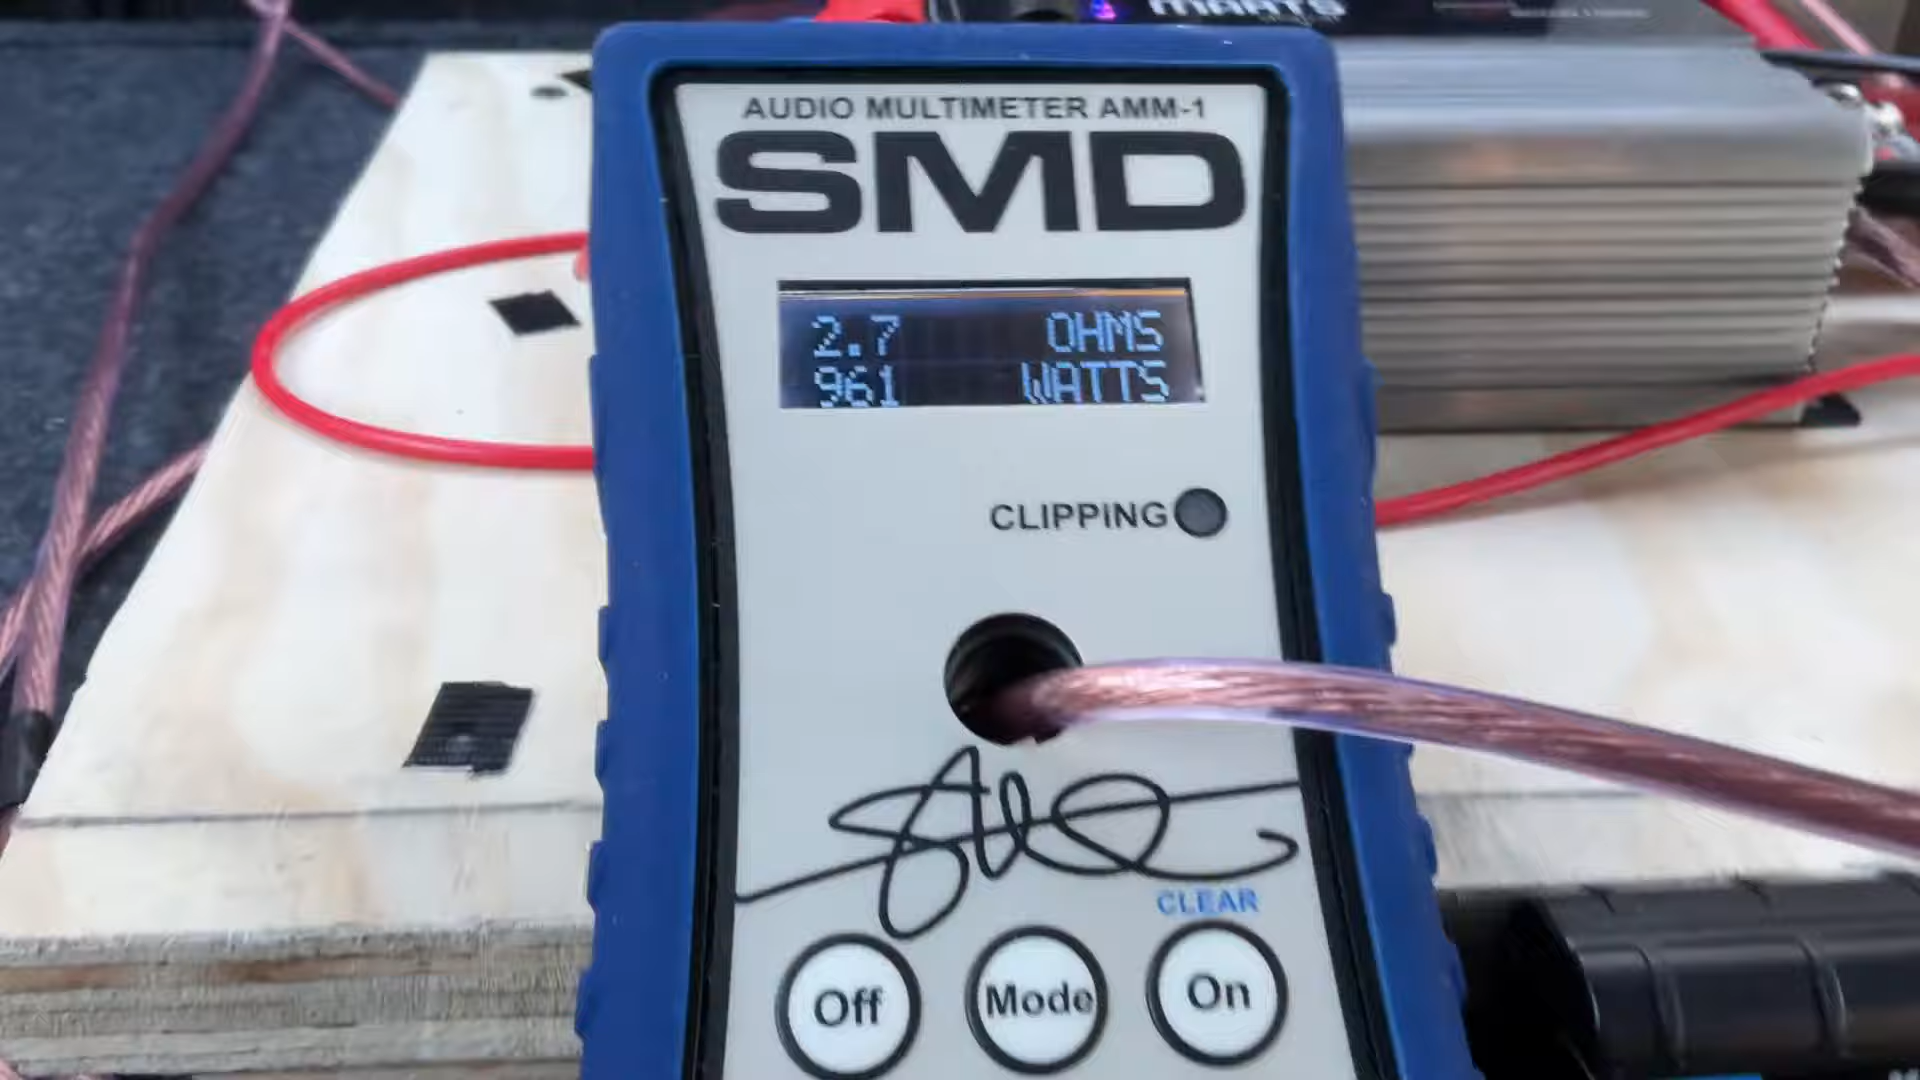 AUDIO MULTIMETER AMM-1
SMD
2.7 OHMS
961 WATTS
CLIPPING
CLEAR
Off Mode On